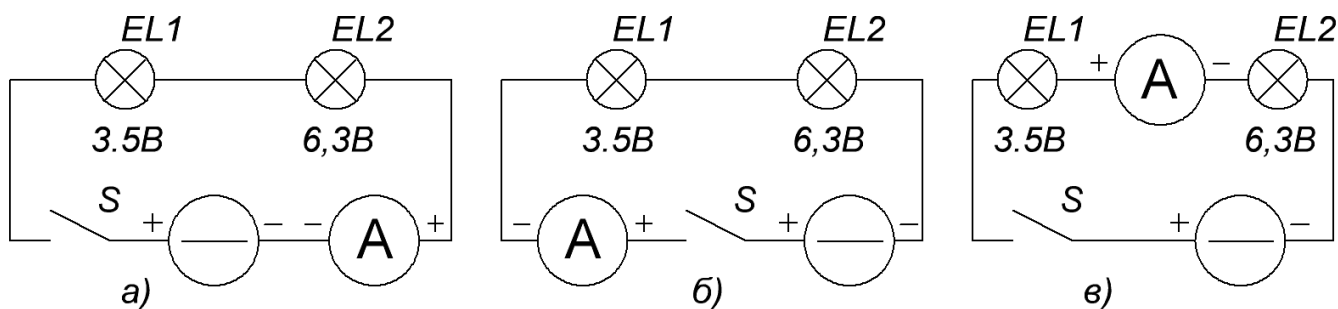 EL1 EL2 EL1 EL2 EL1 EL2
+ A −
3.5В 6,3В 3.5В 6,3В 3.5В 6,3В
S + − − A + − A + S + − S + −
а) б) в)